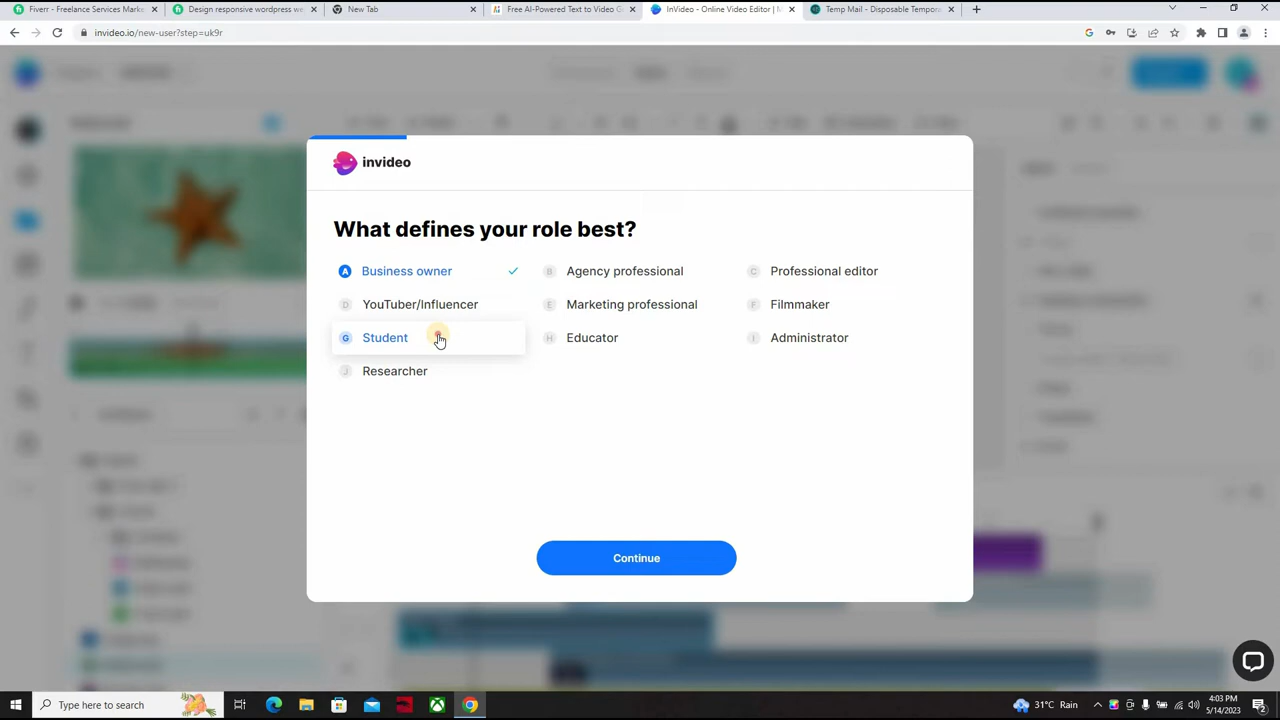 Fiverr - Freelance Services Marke
Design responsive wordpress we
New Tab
Free AI-Powered Text to Video G
InVideo - Online Video Editor | M
Temp Mail - Disposable Tempora
invideo.io/new-user?step=uk9r
invideo
What defines your role best?
A Business owner
B Agency professional
C Professional editor
D YouTuber/Influencer
E Marketing professional
F Filmmaker
G Student
H Educator
I Administrator
J Researcher
Continue
Type here to search
31°C Rain
4:03 PM
5/14/2023
2